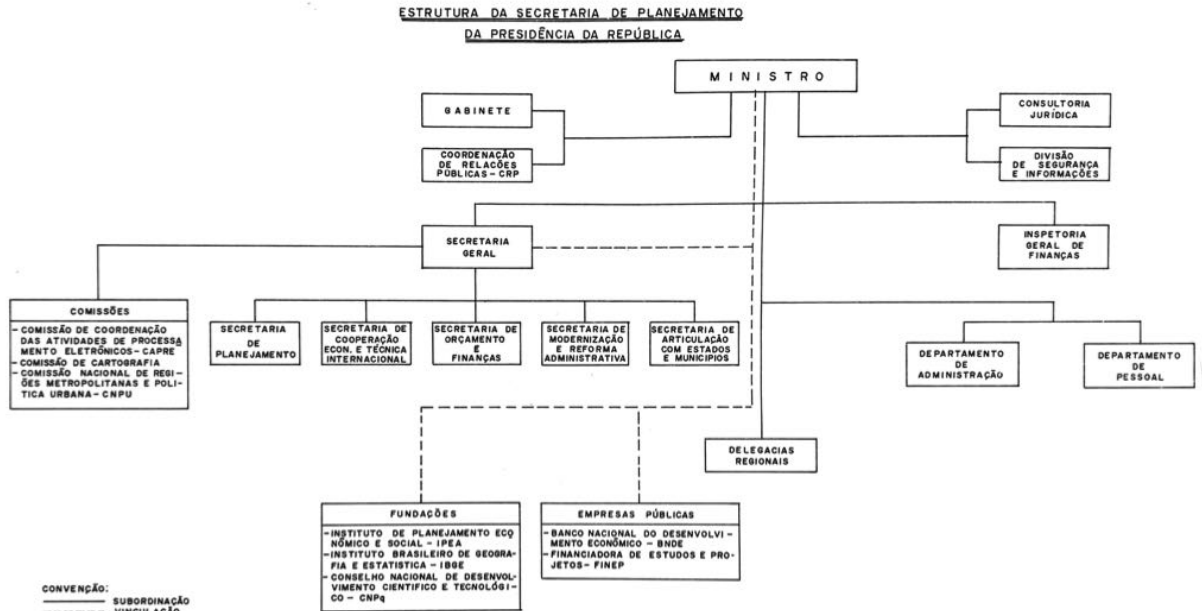 ESTRUTURA DA SECRETARIA DE PLANEJAMENTO
DA PRESIDÊNCIA DA REPÚBLICA
MINISTRO
GABINETE
COORDENAÇÃO
DE RELAÇÕES
PÚBLICAS - CRP
CONSULTORIA
JURÍDICA
DIVISÃO
DE SEGURANÇA
E INFORMAÇÕES
SECRETARIA
GERAL
INSPETORIA
GERAL DE
FINANÇAS
COMISSÕES
- COMISSÃO DE COORDENAÇÃO
DAS ATIVIDADES DE PROCESSA
MENTO ELETRÔNICOS - CAPRE
- COMISSÃO DE CARTOGRAFIA
- COMISSÃO NACIONAL DE REGI-
ÕES METROPOLITANAS E POLI-
TICA URBANA - CNPU
SECRETARIA
DE
PLANEJAMENTO
SECRETARIA DE
COOPERAÇÃO
ECON. E TÉCNICA
INTERNACIONAL
SECRETARIA DE
ORÇAMENTO
E
FINANÇAS
SECRETARIA DE
MODERNIZAÇÃO
E REFORMA
ADMINISTRATIVA
SECRETARIA DE
ARTICULAÇÃO
COM ESTADOS
E MUNICIPIOS
DEPARTAMENTO
DE
ADMINISTRAÇÃO
DEPARTAMENTO
DE
PESSOAL
DELEGACIAS
REGIONAIS
FUNDAÇÕES
- INSTITUTO DE PLANEJAMENTO ECO
NÔMICO E SOCIAL - IPEA
- INSTITUTO BRASILEIRO DE GEOGRA-
FIA E ESTATISTICA - IBGE
- CONSELHO NACIONAL DE DESENVOL-
VIMENTO CIENTIFICO E TECNOLÓGI-
CO - CNPq
EMPRESAS PÚBLICAS
- BANCO NACIONAL DO DESENVOLVI-
MENTO ECONÔMICO - BNDE
- FINANCIADORA DE ESTUDOS E PRO-
JETOS - FINEP
CONVENÇÃO:
SUBORDINAÇÃO
VINCULAÇÃO